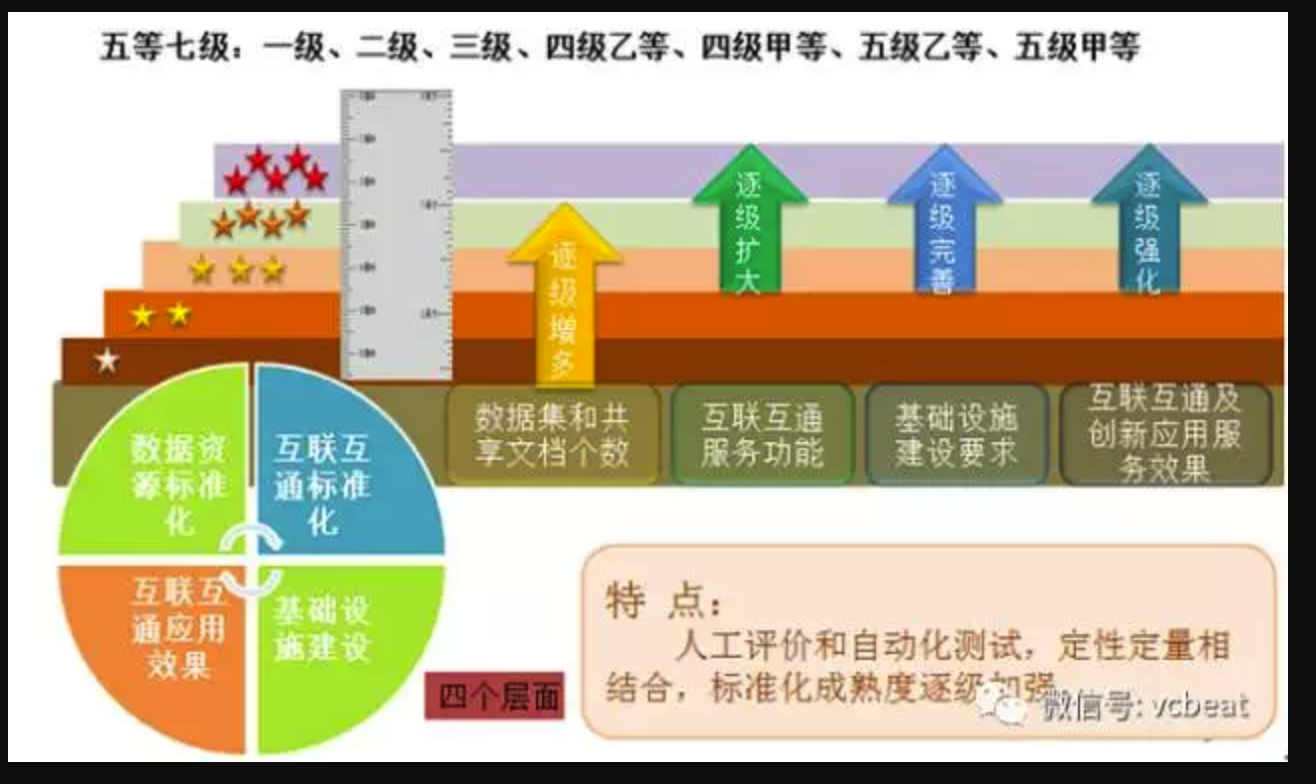 五等七级：一级、二级、三级、四级乙等、四级甲等、五级乙等、五级甲等
逐
级
增
多
逐
级
扩
大
逐
级
完
善
逐
级
强
化
数据集和共
享文档个数
互联互通
服务功能
基础设施
建设要求
互联互通及
创新应用服
务效果
数据资
源标准
化
互联互
通标准
化
互联互
通应用
效果
基础设
施建设
四个层面
特 点：
人工评价和自动化测试，定性定量相
结合，标准化成熟度逐级加强
微信号: vcbeat